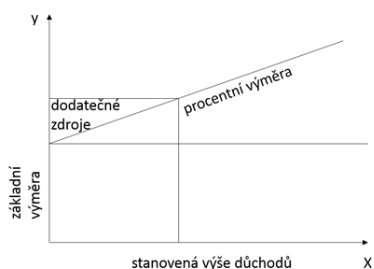 y
dodatečné
zdroje
procentní výměra
základní
výměra
stanovená výše důchodů
X